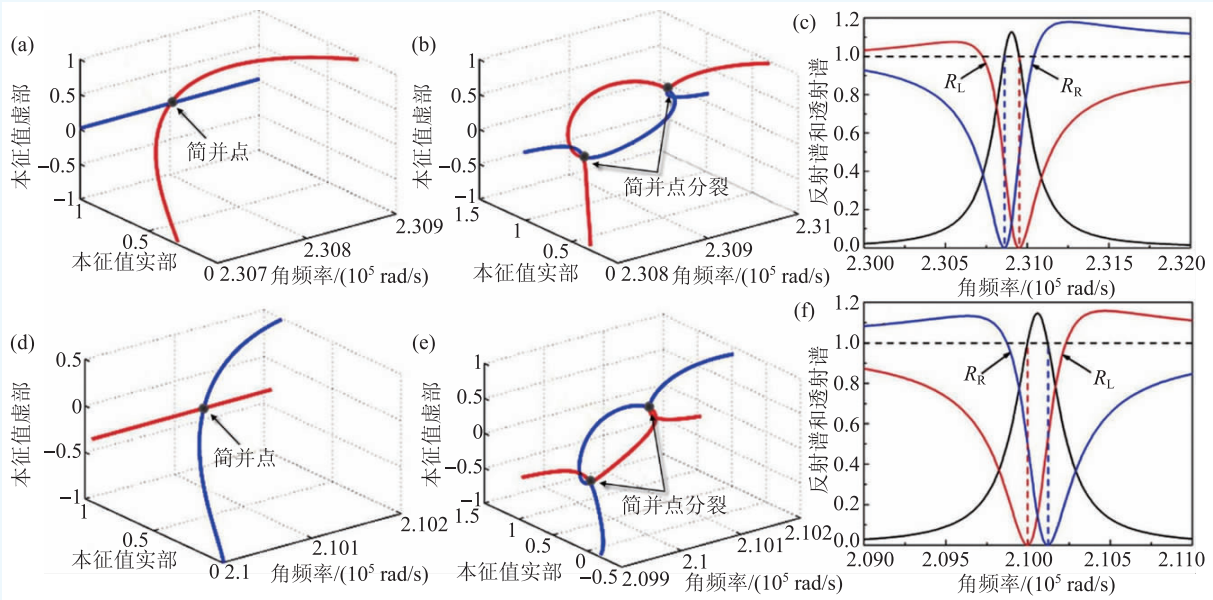 (a)
本征值虚部
1
0.5
0
−0.5
−1
简并点
1
0.5
0
本征值实部
2.307
2.308
2.309
角频率/(10⁵ rad/s)
(b)
本征值虚部
1
0.5
0
−0.5
−1
简并点分裂
1.5
1
0.5
0
本征值实部
2.308
2.309
2.31
角频率/(10⁵ rad/s)
(c)
反射谱和透射谱
1.2
1.0
0.8
0.6
0.4
0.2
0.0
R_L
R_R
2.300
2.305
2.310
2.315
2.320
角频率/(10⁵ rad/s)
(d)
本征值虚部
0.5
0
−0.5
−1
简并点
1
0.5
0
本征值实部
2.1
2.101
2.102
角频率/(10⁵ rad/s)
(e)
本征值虚部
1
0.5
0
−0.5
−1
简并点分裂
1.5
1
0.5
0
−0.5
本征值实部
2.099
2.1
2.101
2.102
角频率/(10⁵ rad/s)
(f)
反射谱和透射谱
1.2
1.0
0.8
0.6
0.4
0.2
0.0
R_R
R_L
2.090
2.095
2.100
2.105
2.110
角频率/(10⁵ rad/s)